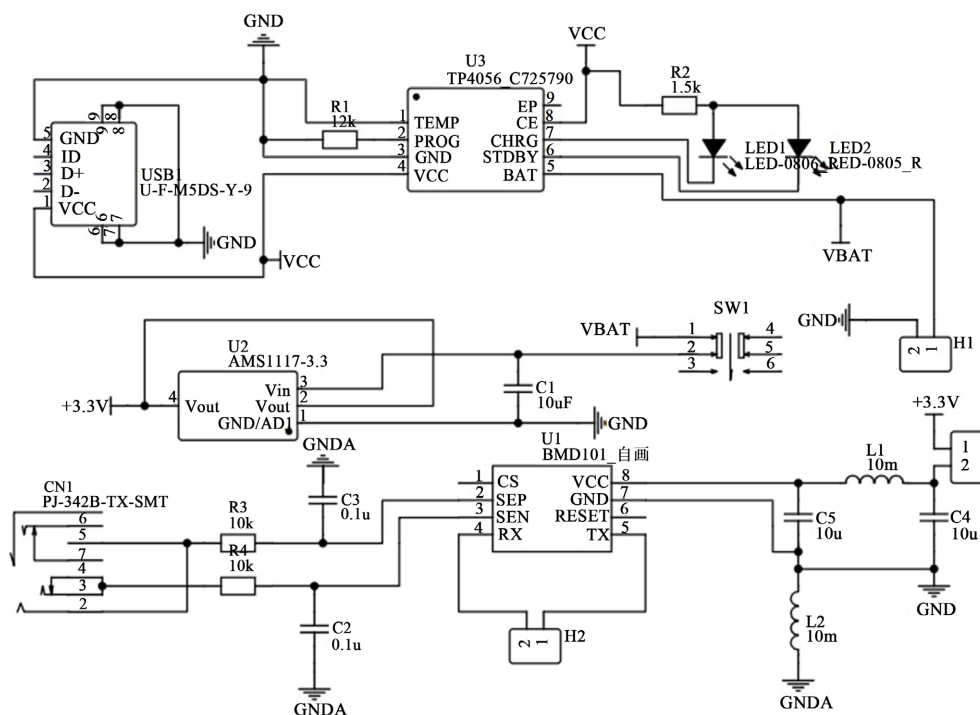 GND
VCC
U3
TP4056_C725790
R2
1.5k
R1
12k
1 TEMP
2 PROG
3 GND
4 VCC
EP 9
CE 8
CHRG 7
STDBY 6
BAT 5
LED1
LED-0806_R
LED2
LED-0805_R
9 8
9 8
5 GND
4 ID
3 D+
2 D-
1 VCC
6 7
6 7
USB1
U-F-M5DS-Y-9
GND
VCC
VBAT
GND
2 1
H1
SW1
VBAT
1 4
2 5
3 6
U2
AMS1117-3.3
+3.3V
4 Vout
Vin 3
Vout 2
GND/ADJ 1
C1
10uF
GND
+3.3V
1
2
L1
10m
GNDA
U1
BMD101_自画
1 CS
2 SEP
3 SEN
4 RX
VCC 8
GND 7
RESET 6
TX 5
CN1
PJ-342B-TX-SMT
6
5
7
4
3
2
R3
10k
R4
10k
C3
0.1u
C2
0.1u
GNDA
2 1
H2
C5
10u
C4
10u
GND
L2
10m
GNDA